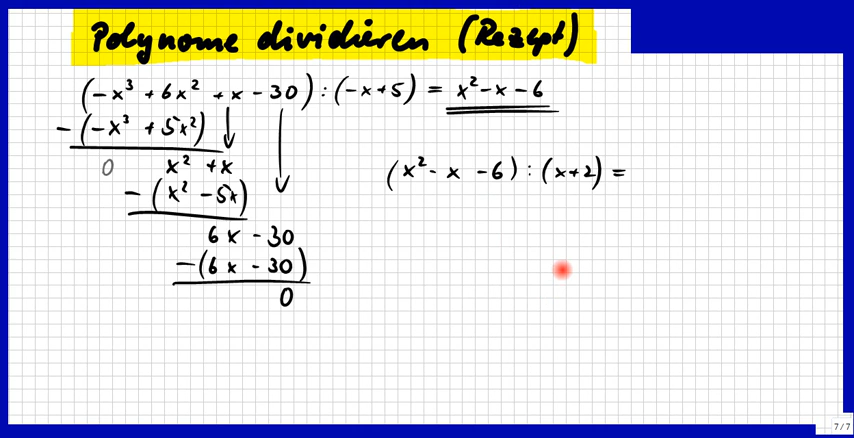 Polynome dividieren (Rezept)
(-x³ + 6x² + x - 30) : (-x + 5) = x² - x - 6
- (-x³ + 5x²)
0 x² + x
- (x² - 5x)
(x² - x - 6) : (x + 2) =
6x - 30
- (6x - 30)
0
7 / 7